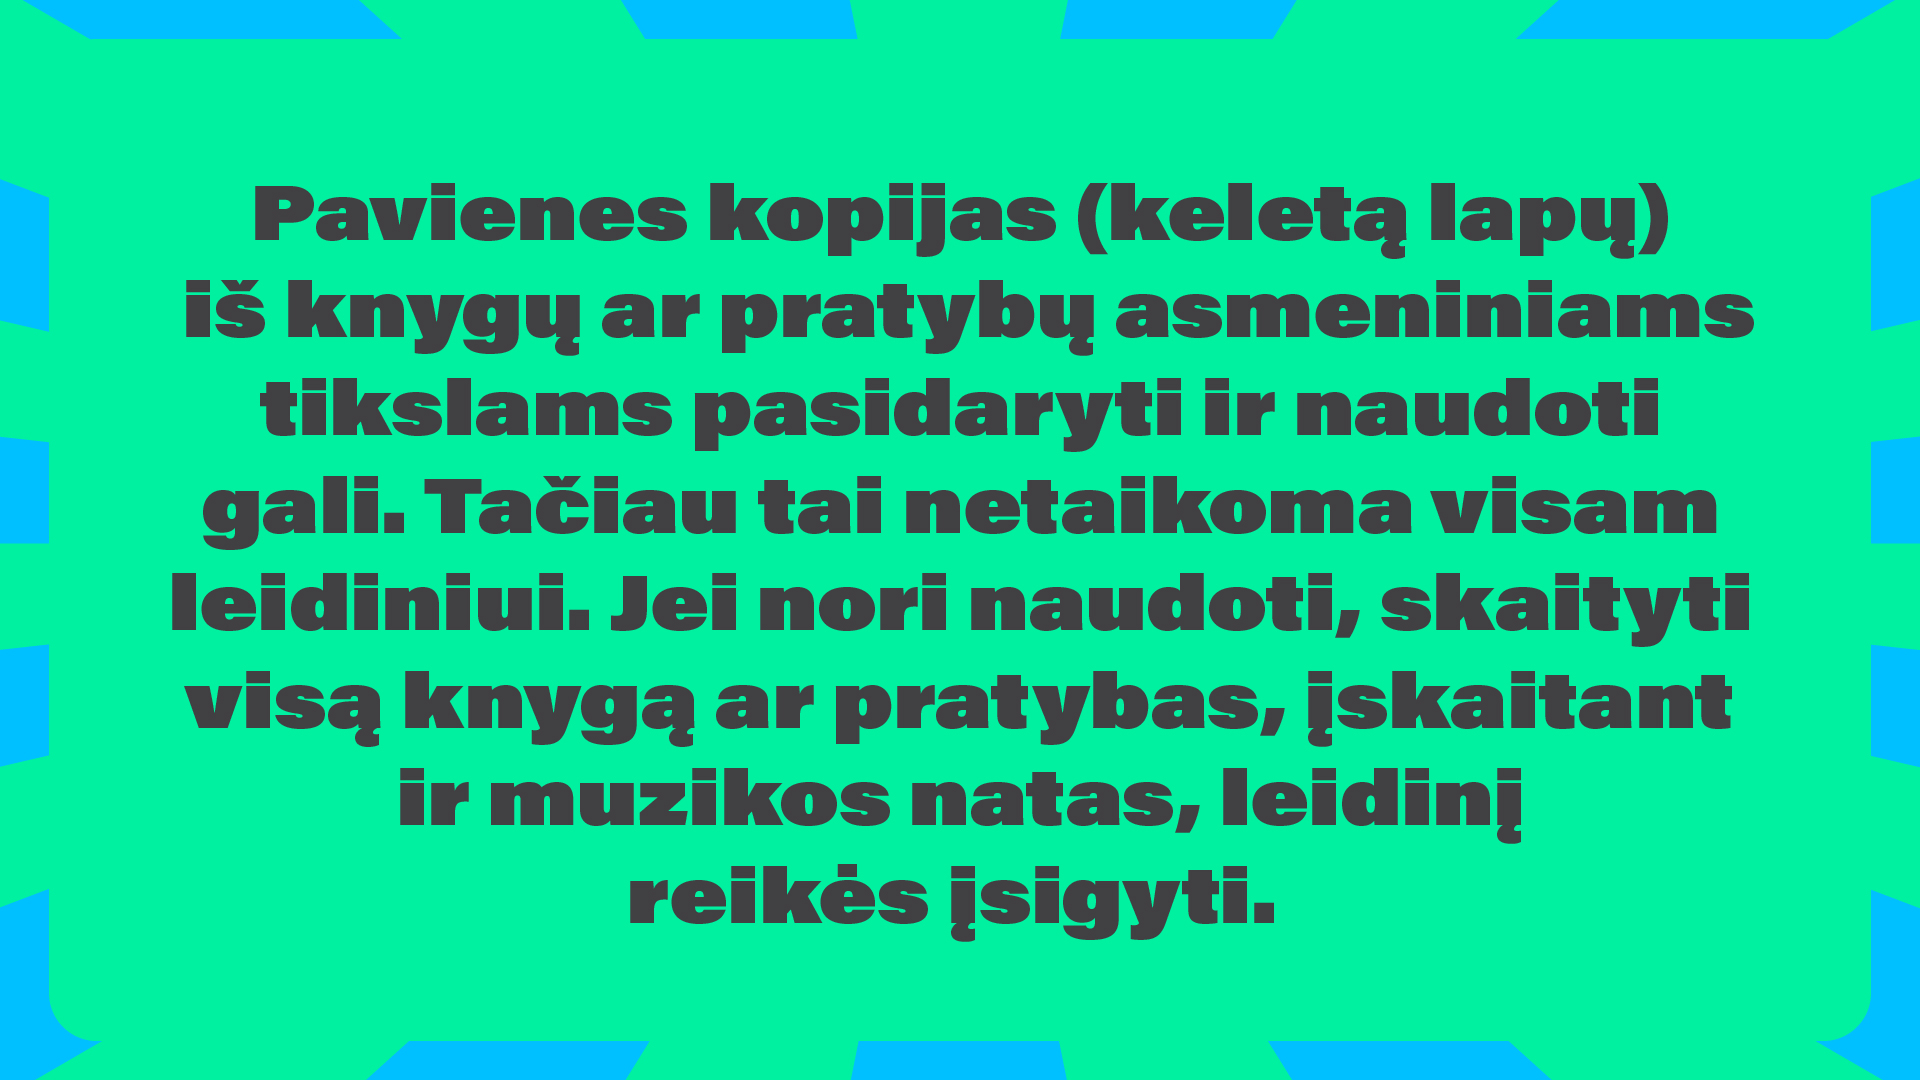 Pavienes kopijas (keletą lapų)
iš knygų ar pratybų asmeniniams
tikslams pasidaryti ir naudoti
gali. Tačiau tai netaikoma visam
leidiniui. Jei nori naudoti, skaityti
visą knygą ar pratybas, įskaitant
ir muzikos natas, leidinį
reikės įsigyti.